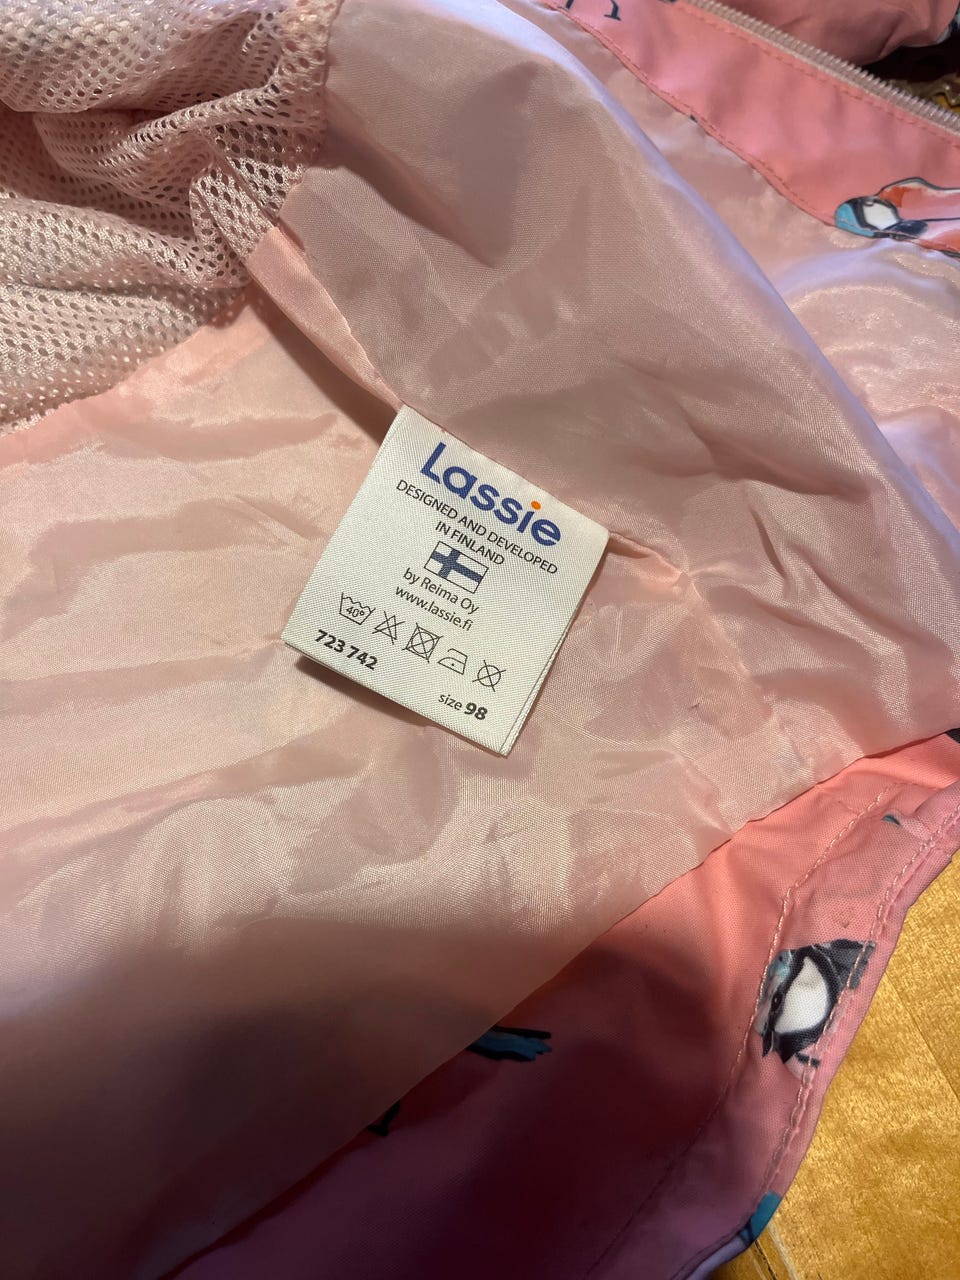 Lassie
DESIGNED AND DEVELOPED
IN FINLAND
by Reima Oy
www.lassie.fi
40°
723 742
size 98